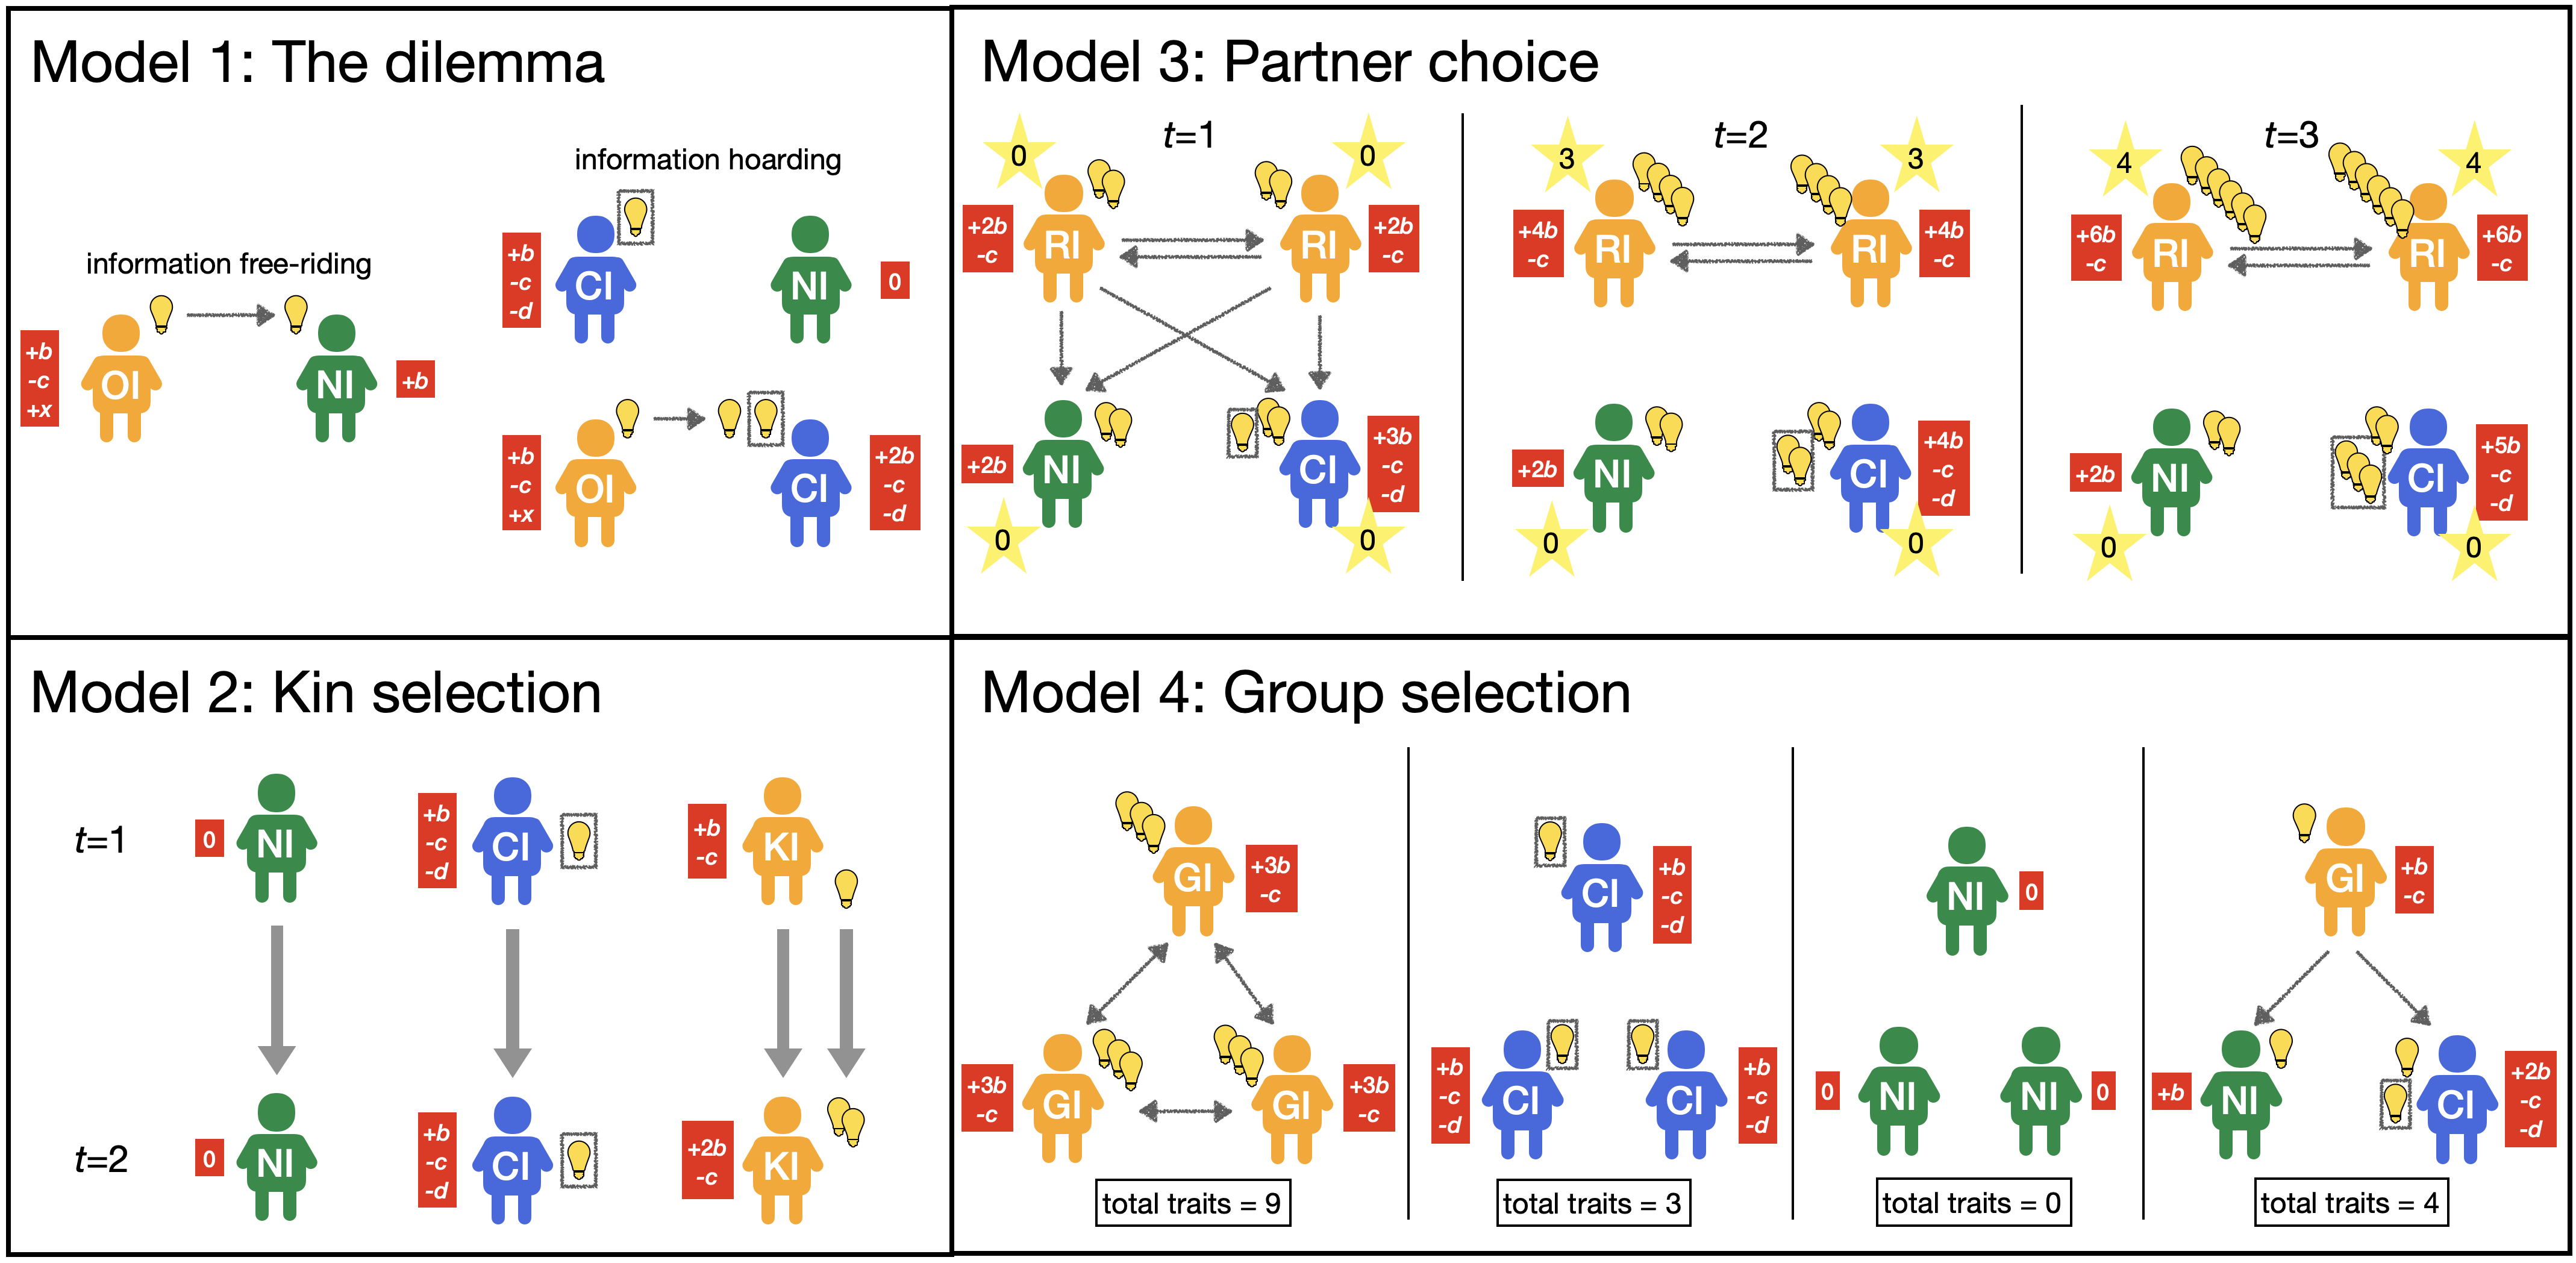 Model 1: The dilemma
information free-riding
OI
+b
-c
+x
NI
+b
information hoarding
CI
+b
-c
-d
NI
0
OI
+b
-c
+x
CI
+2b
-c
-d
Model 3: Partner choice
t=1
0
0
+2b
-c
RI
RI
+2b
-c
+2b
NI
CI
+3b
-c
-d
0
0
t=2
3
3
+4b
-c
RI
RI
+4b
-c
+2b
NI
CI
+4b
-c
-d
0
0
t=3
4
4
+6b
-c
RI
RI
+6b
-c
+2b
NI
CI
+5b
-c
-d
0
0
Model 2: Kin selection
t=1
0
NI
+b
-c
-d
CI
+b
-c
KI
t=2
0
NI
+b
-c
-d
CI
+2b
-c
KI
Model 4: Group selection
GI
+3b
-c
+3b
-c
GI
GI
+3b
-c
total traits = 9
CI
+b
-c
-d
+b
-c
-d
CI
CI
+b
-c
-d
total traits = 3
NI
0
0
NI
NI
0
total traits = 0
GI
+b
-c
+b
NI
CI
+2b
-c
-d
total traits = 4